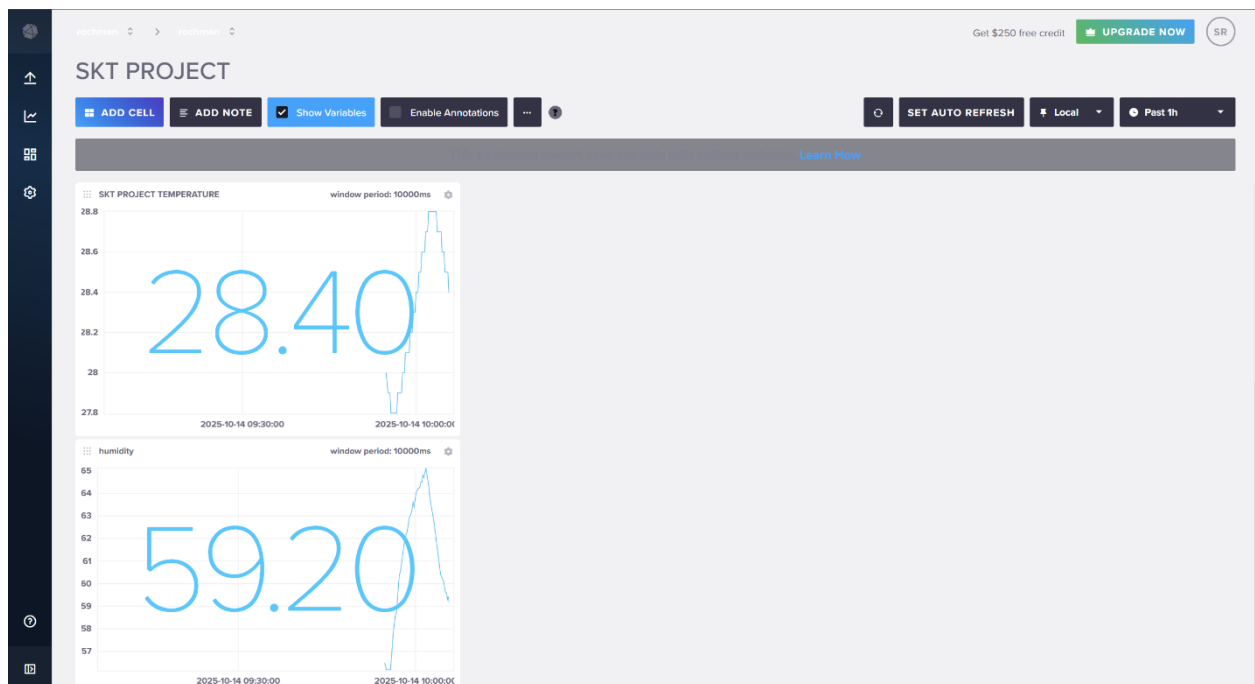 rochman > rochman
Get $250 free credit
UPGRADE NOW
SR
SKT PROJECT
ADD CELL
ADD NOTE
Show Variables
Enable Annotations
...
?
SET AUTO REFRESH
Local
Past 1h
Learn How
SKT PROJECT TEMPERATURE
window period: 10000ms
28.8
28.6
28.4
28.2
28
27.8
28.40
2025-10-14 09:30:00
2025-10-14 10:00:00
humidity
window period: 10000ms
65
64
63
62
61
60
59
58
57
59.20
2025-10-14 09:30:00
2025-10-14 10:00:00